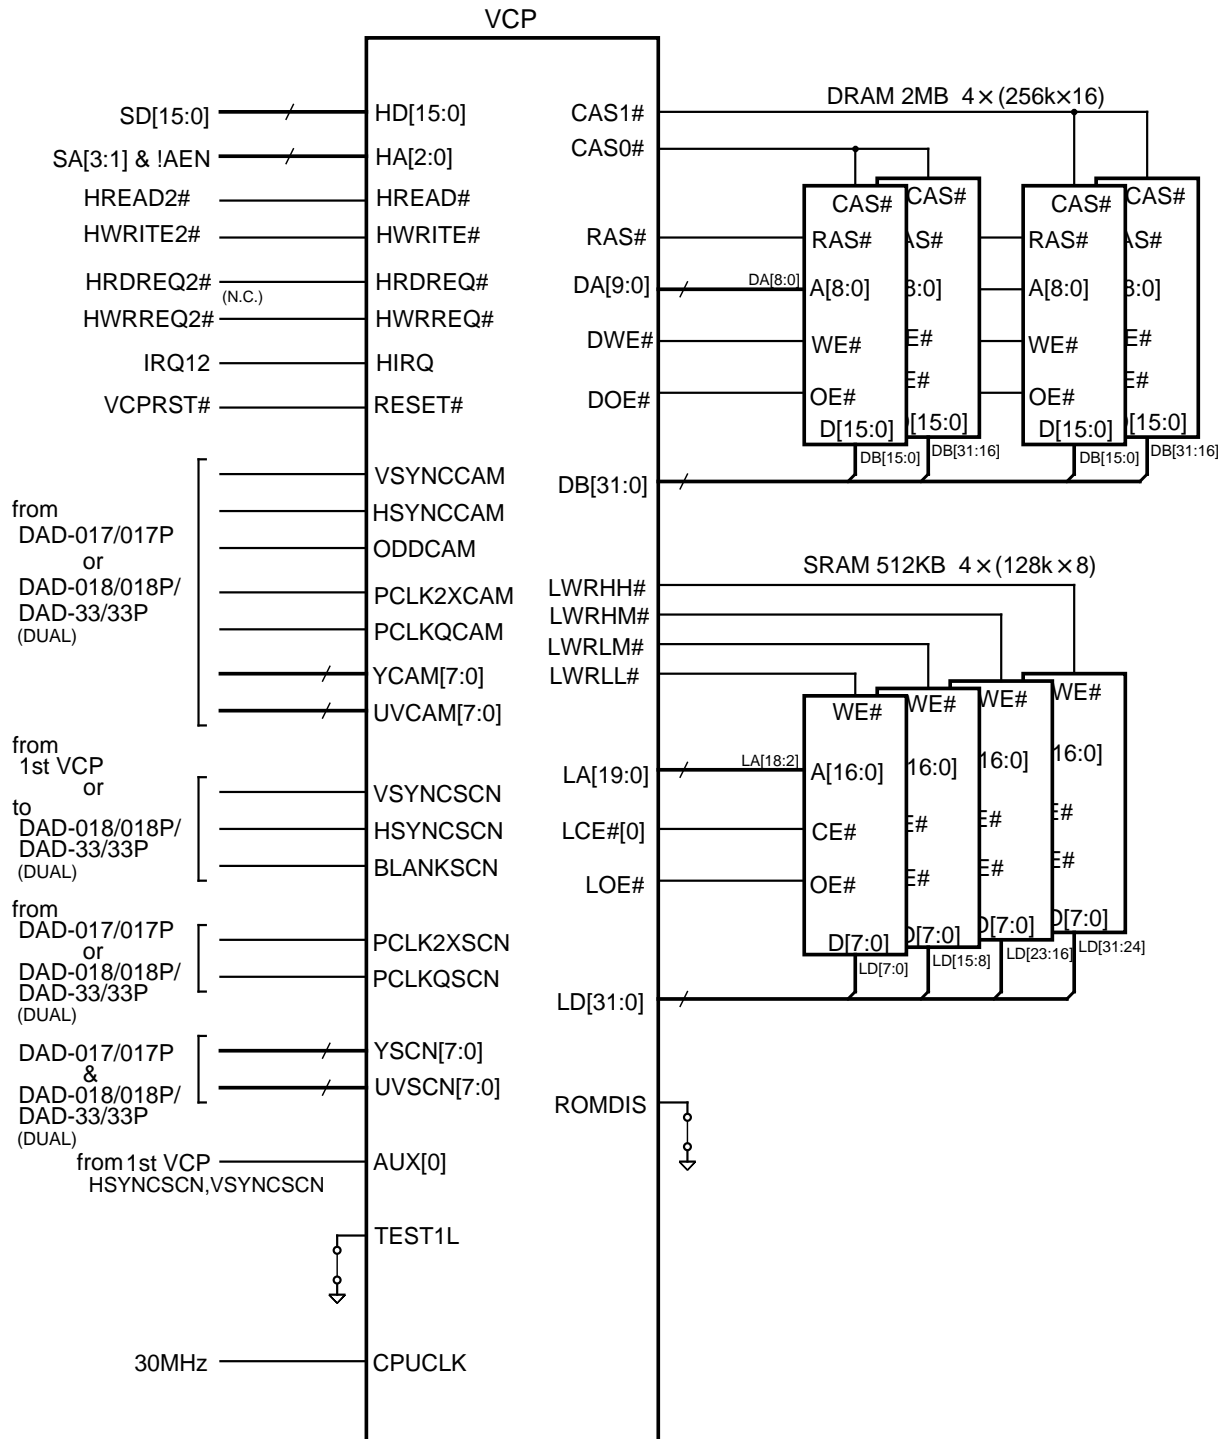 VCP
SD[15:0] HD[15:0]
SA[3:1] & !AEN HA[2:0]
HREAD2# HREAD#
HWRITE2# HWRITE#
HRDREQ2# (N.C.) HRDREQ#
HWRREQ2# HWRREQ#
IRQ12 HIRQ
VCPRST# RESET#
from
DAD-017/017P
or
DAD-018/018P/
DAD-33/33P
(DUAL)
VSYNCCAM
HSYNCCAM
ODDCAM
PCLK2XCAM
PCLKQCAM
YCAM[7:0]
UVCAM[7:0]
from
1st VCP
or
to
DAD-018/018P/
DAD-33/33P
(DUAL)
VSYNCSCN
HSYNCSCN
BLANKSCN
from
DAD-017/017P
or
DAD-018/018P/
DAD-33/33P
(DUAL)
PCLK2XSCN
PCLKQSCN
DAD-017/017P
&
DAD-018/018P/
DAD-33/33P
(DUAL)
YSCN[7:0]
UVSCN[7:0]
from 1st VCP AUX[0]
HSYNCSCN,VSYNCSCN
TEST1L
30MHz CPUCLK
CAS1#
CAS0#
RAS#
DA[9:0] DA[8:0]
DWE#
DOE#
DB[31:0]
DRAM 2MB 4×(256k×16)
CAS# CAS# CAS# CAS#
RAS# AS# RAS# AS#
A[8:0] 8:0] A[8:0] 8:0]
WE# E# WE# E#
OE# E# OE# E#
D[15:0] [15:0] D[15:0] [15:0]
DB[15:0] DB[31:16] DB[15:0] DB[31:16]
SRAM 512KB 4×(128k×8)
LWRHH#
LWRHM#
LWRLM#
LWRLL#
LA[19:0] LA[18:2]
LCE#[0]
LOE#
LD[31:0]
WE# WE# WE# WE#
A[16:0] 16:0] 16:0] 16:0]
CE# E# E# E#
OE# E# E# E#
D[7:0] D[7:0] D[7:0] D[7:0]
LD[7:0] LD[15:8] LD[23:16] LD[31:24]
ROMDIS